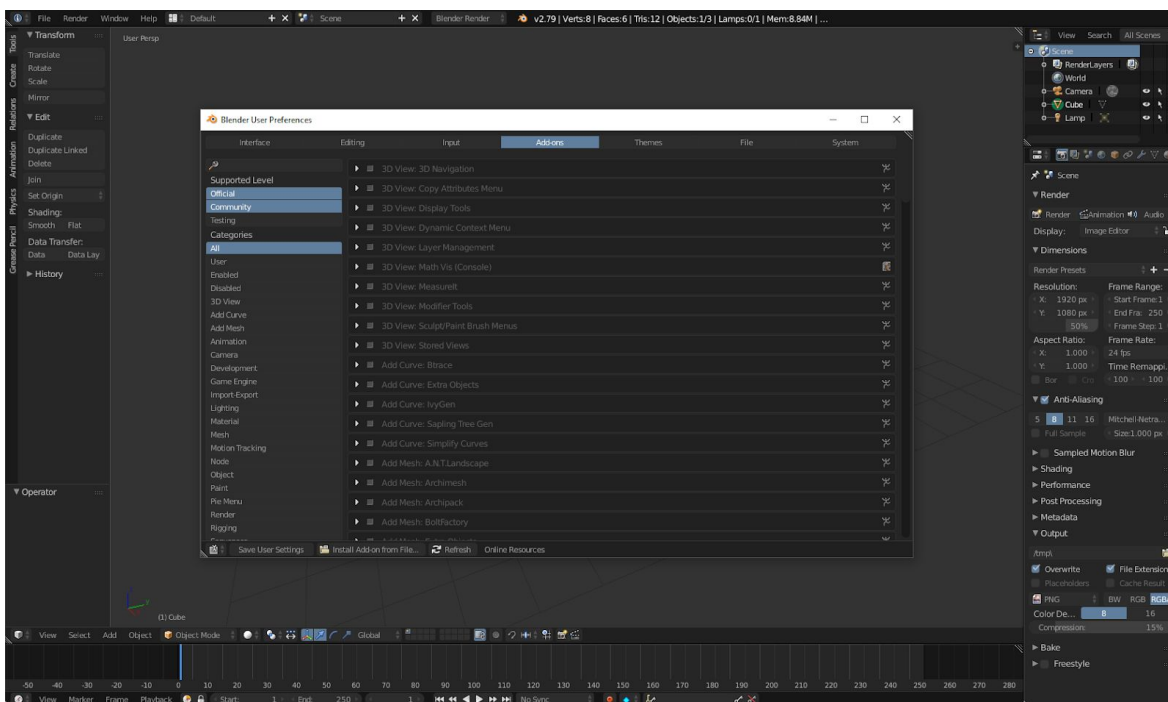 File Render Window Help Default Scene Blender Render v2.79 | Verts:8 | Faces:6 | Tris:12 | Objects:1/3 | Lamps:0/1 | Mem:8.84M | ...
Tools
Create
Relations
Animation
Physics
Grease Pencil
Transform
Translate
Rotate
Scale
Mirror
Edit
Duplicate
Duplicate Linked
Delete
Join
Set Origin
Shading:
Smooth Flat
Data Transfer:
Data Data Lay
History
Operator
User Persp
(1) Cube
Blender User Preferences
Interface Editing Input Add-ons Themes File System
Supported Level
Official
Community
Testing
Categories
All
User
Enabled
Disabled
3D View
Add Curve
Add Mesh
Animation
Camera
Development
Game Engine
Import-Export
Lighting
Material
Mesh
Motion Tracking
Node
Object
Paint
Pie Menu
Render
Rigging
3D View: 3D Navigation
3D View: Copy Attributes Menu
3D View: Display Tools
3D View: Dynamic Context Menu
3D View: Layer Management
3D View: Math Vis (Console)
3D View: MeasureIt
3D View: Modifier Tools
3D View: Sculpt/Paint Brush Menus
3D View: Stored Views
Add Curve: Btrace
Add Curve: Extra Objects
Add Curve: IvyGen
Add Curve: Sapling Tree Gen
Add Curve: Simplify Curves
Add Mesh: A.N.T.Landscape
Add Mesh: Archimesh
Add Mesh: Archipack
Add Mesh: BoltFactory
Save User Settings Install Add-on from File... Refresh Online Resources
View Search All Scenes
Scene
RenderLayers
World
Camera
Cube
Lamp
Scene
Render
Render Animation Audio
Display: Image Editor
Dimensions
Render Presets
Resolution: Frame Range:
X: 1920 px Start Frame:1
Y: 1080 px End Fra: 250
50% Frame Step: 1
Aspect Ratio: Frame Rate:
X: 1.000 24 fps
Y: 1.000 Time Remappi..
Bor Cro 100 100
Anti-Aliasing
5 8 11 16 Mitchell-Netra...
Full Sample Size:1.000 px
Sampled Motion Blur
Shading
Performance
Post Processing
Metadata
Output
/tmp\
Overwrite File Extension
Placeholders Cache Result
PNG BW RGB RGBA
Color De... 8 16
Compression: 15%
Bake
Freestyle
View Select Add Object Object Mode Global
-50 -40 -30 -20 -10 0 10 20 30 40 50 60 70 80 90 100 110 120 130 140 150 160 170 180 190 200 210 220 230 240 250 260 270 280
View Marker Frame Playback Start: 1 End: 250 1 No Sync